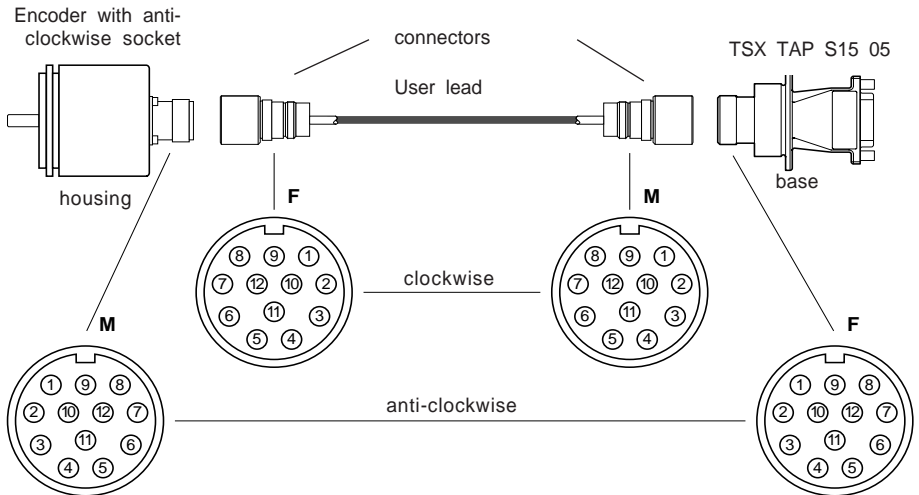 Encoder with anti-
clockwise socket
connectors
TSX TAP S15 05
User lead
housing
base
F
M
8 9 1
7 12 10 2
6 11 3
5 4
clockwise
8 9 1
7 12 10 2
6 11 3
5 4
M
F
1 9 8
2 10 12 7
3 11 6
4 5
anti-clockwise
1 9 8
2 10 12 7
3 11 6
4 5